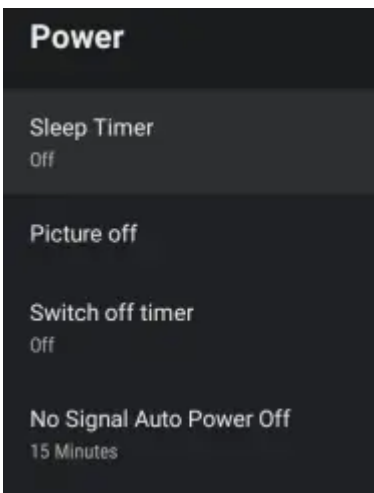 Power
Sleep Timer
Off
Picture off
Switch off timer
Off
No Signal Auto Power Off
15 Minutes